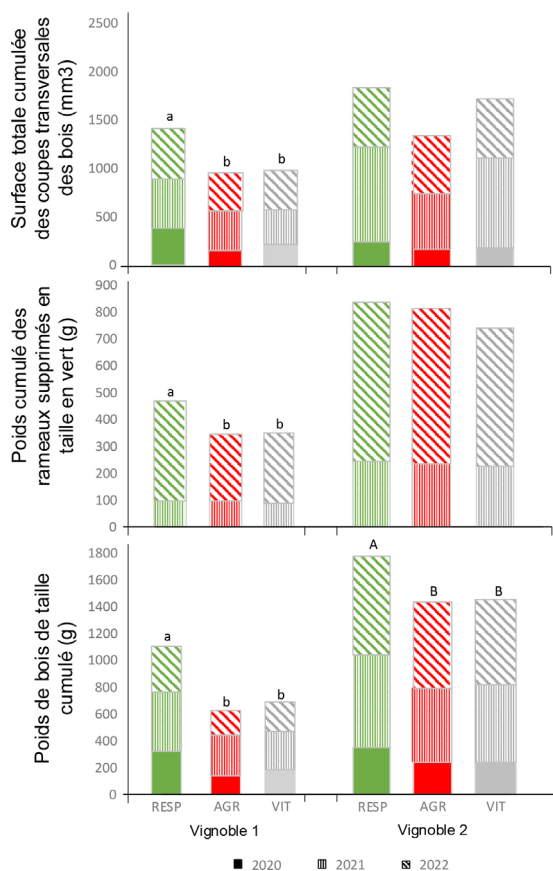 Surface totale cumulée
des coupes transversales
des bois (mm3)
2500
2000
1500
1000
500
0
a
b
b
Poids cumulé des
rameaux supprimés en
taille en vert (g)
900
800
700
600
500
400
300
200
100
0
a
b
b
Poids de bois de taille
cumulé (g)
1800
1600
1400
1200
1000
800
600
400
200
0
a
b
b
A
B
B
RESP AGR VIT RESP AGR VIT
Vignoble 1 Vignoble 2
2020 2021 2022